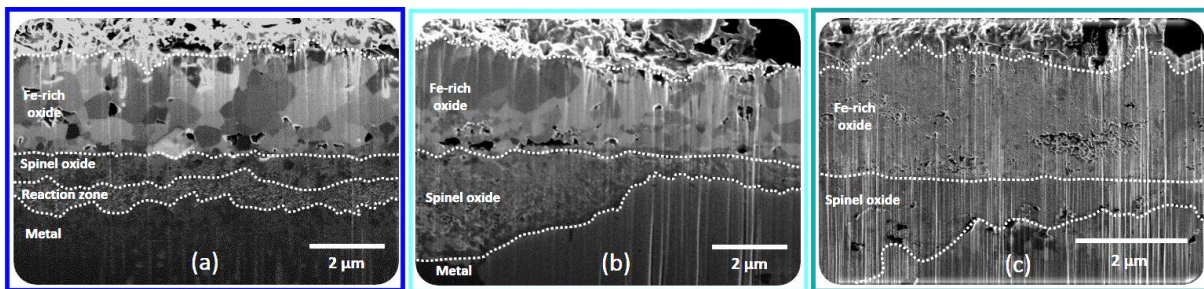 Fe-rich
oxide
Spinel oxide
Reaction zone
Metal
(a)
2 µm
Fe-rich
oxide
Spinel oxide
Metal
(b)
2 µm
Fe-rich
oxide
Spinel oxide
(c)
2 µm